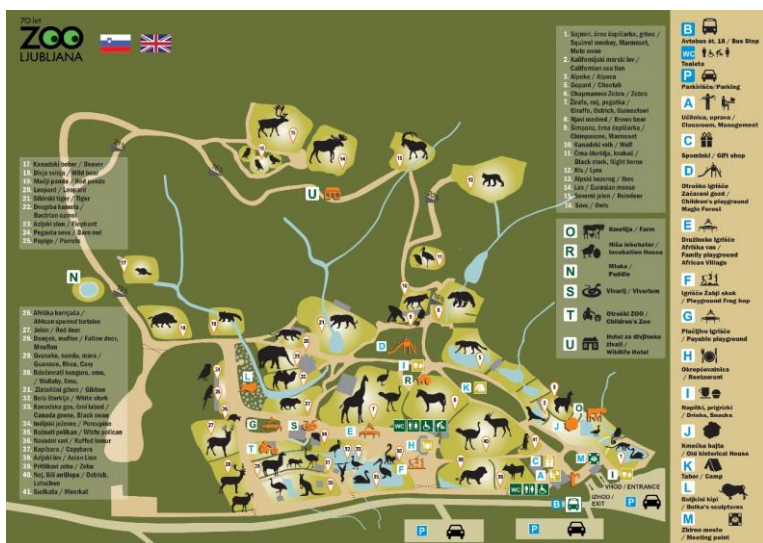 70 let
ZOO
LJUBLJANA
1 Sajmiri, črna čopičarka, grbec /
Squirrel monkey, Marmoset,
Mute swan
2 Kalifornijski morski lev /
Californian sea lion
3 Alpaka / Alpaca
5 Gepard / Cheetah
6 Chapmanova Zebra / Zebra
7 Žirafa, noj, pegatka /
Giraffe, Ostrich, Guineafowl
8 Rjavi medved / Brown bear
9 Šimpanz, črna čopičarka /
Chimpanzee, Marmoset
10 Kanadski volk / Wolf
11 Črna štorklja, kvakač /
Black stork, Night heron
12 Ris / Lynx
13 Alpski kozorog / Ibex
14 Los / Eurasian moose
15 Severni jelen / Reindeer
16 Sove / Owls
17. Kanadski bober / Beaver
18. Divja svinja / Wild boar
19. Mačji panda / Red panda
20. Leopard / Leopard
21. Sibirski tiger / Tiger
22. Dvogrba kamela /
Bactrian camel
23. Azijski slon / Elephant
24. Pegasta sova / Barn owl
25. Papige / Parrots
26. Afriška kornjača /
African spurred tortoise
27. Jelen / Red deer
28. Damjak, muflon / Fallow deer,
Mouflon
29. Gvanako, nandu, mara /
Guanaco, Rhea, Cavy
30. Rdečevrati kenguru, emu,
/ Wallaby, Emu,
31. Zlatolični gibon / Gibbon
32. Bela štorklja / White stork
33. Kanadska gos, črni labod /
Canada goose, Black swan
34. Indijski ježevec / Porcupine
35. Rožnati pelikan / White pelican
36. Navadni vari / Ruffed lemur
37. Kapibara / Capybara
38. Azijski lev / Asian Lion
39. Pritlikavi zebu / Zebu
40. Noj, liči antilopa / Ostrich,
Letschwe
41. Surikata / Meerkat
O Kmetija / Farm
R Hiša inkubator /
Incubation House
N Mlaka /
Puddle
S Vivarij / Vivarium
T Otroški ZOO /
Children's Zoo
U Hotel za divjinske
živali /
Wildlife Hotel
B
Avtobus št. 18 / Bus Stop
WC
Toaleta
P
Parkirišče/Parking
A
Učilnica, uprava /
Classroom, Management
C
Spominki / Gift shop
D
Otroško igrišče
Začarani gozd /
Children's playground
Magic Forest
E
Družinsko igrišče
Afriška vas /
Family playground
African Village
F
Igrišče Žabji skok
/ Playground Frog hop
G
Plačljivo igrišče
/ Payable playground
H
Okrepčevalnica
/ Restaurant
I
Napitki, prigrizki
/ Drinks, Snacks
J
Kmečka bajta
/ Old historical House
K
Tabor / Camp
L
Boljkini kipi
/ Bolka's sculptures
M
Zbirno mesto
/ Meeting point
U
N
D
I
R
K
L
G
S
E
WC
T
H
F
O
J
C
A
M
I
WC
VHOD / ENTRANCE
IZHOD /
EXIT
B
P
P
P